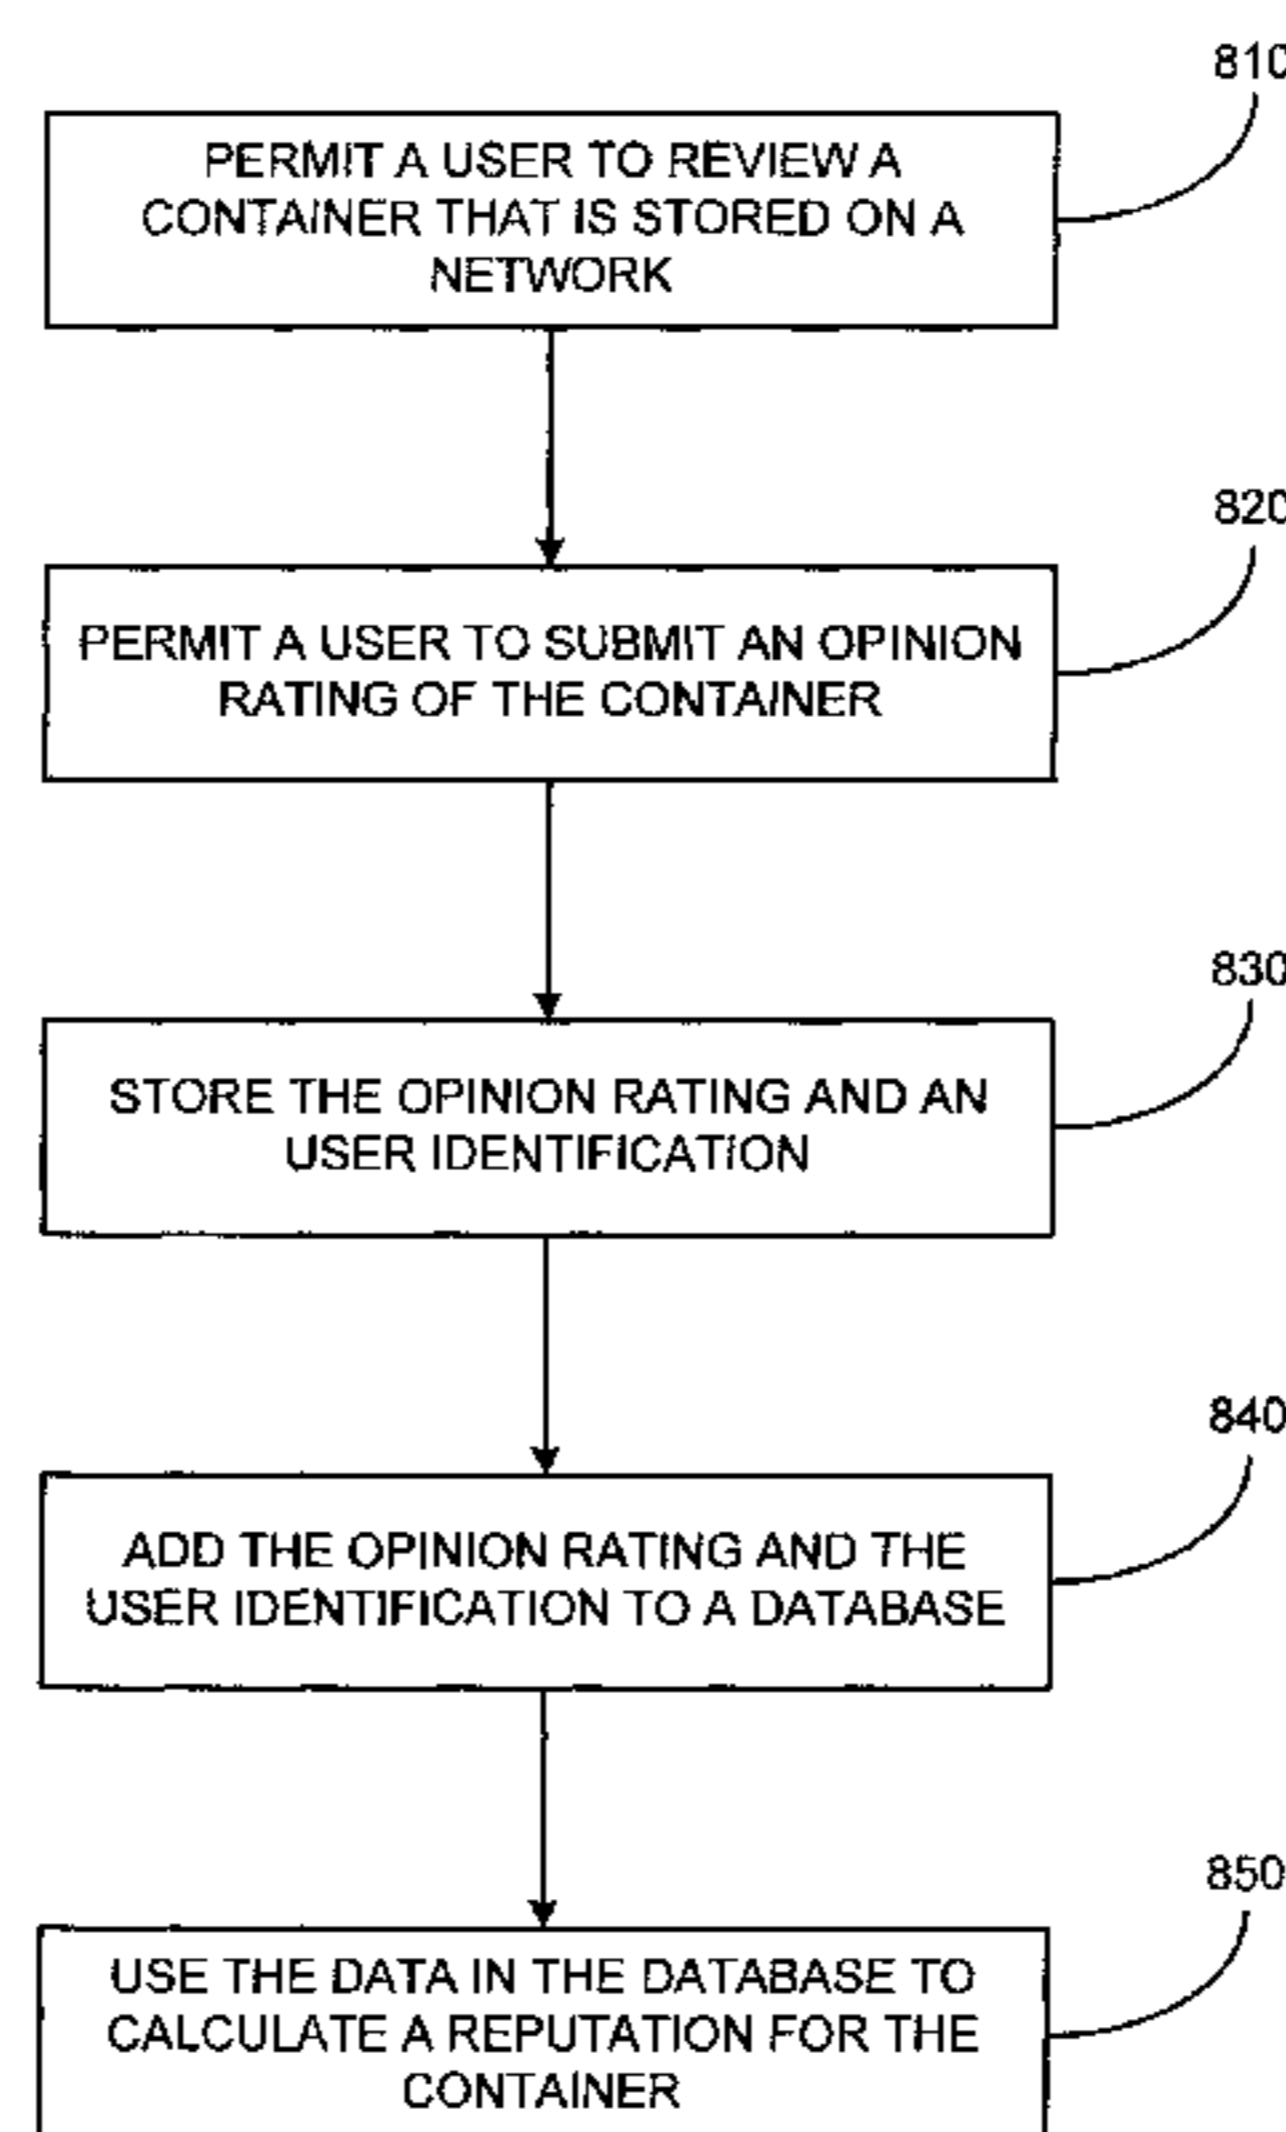 810
PERMIT A USER TO REVIEW A
CONTAINER THAT IS STORED ON A
NETWORK
820
PERMIT A USER TO SUBMIT AN OPINION
RATING OF THE CONTAINER
830
STORE THE OPINION RATING AND AN
USER IDENTIFICATION
840
ADD THE OPINION RATING AND THE
USER IDENTIFICATION TO A DATABASE
850
USE THE DATA IN THE DATABASE TO
CALCULATE A REPUTATION FOR THE
CONTAINER